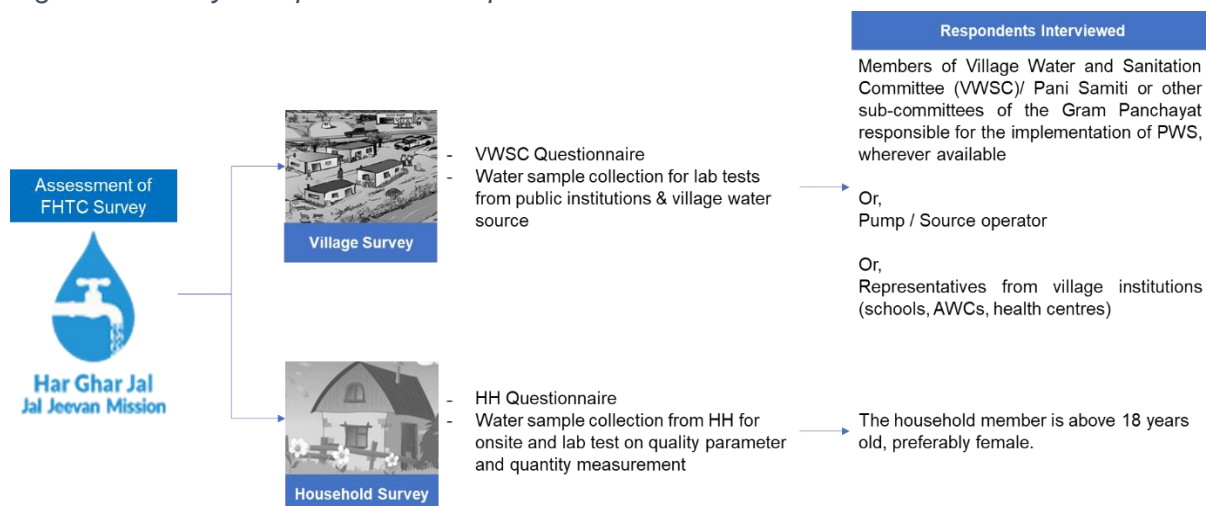 Respondents Interviewed
Members of Village Water and Sanitation
Committee (VWSC)/ Pani Samiti or other
sub-committees of the Gram Panchayat
responsible for the implementation of PWS,
wherever available
Or,
Pump / Source operator
Or,
Representatives from village institutions
(schools, AWCs, health centres)
Assessment of
FHTC Survey
Har Ghar Jal
Jal Jeevan Mission
- VWSC Questionnaire
- Water sample collection for lab tests
from public institutions & village water
source
Village Survey
- HH Questionnaire
- Water sample collection from HH for
onsite and lab test on quality parameter
and quantity measurement
Household Survey
The household member is above 18 years
old, preferably female.